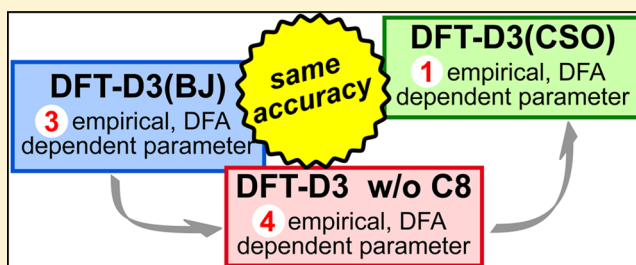 DFT-D3(BJ)
3 empirical, DFA
dependent parameter
same
accuracy
DFT-D3(CSO)
1 empirical, DFA
dependent parameter
DFT-D3 w/o C8
4 empirical, DFA
dependent parameter